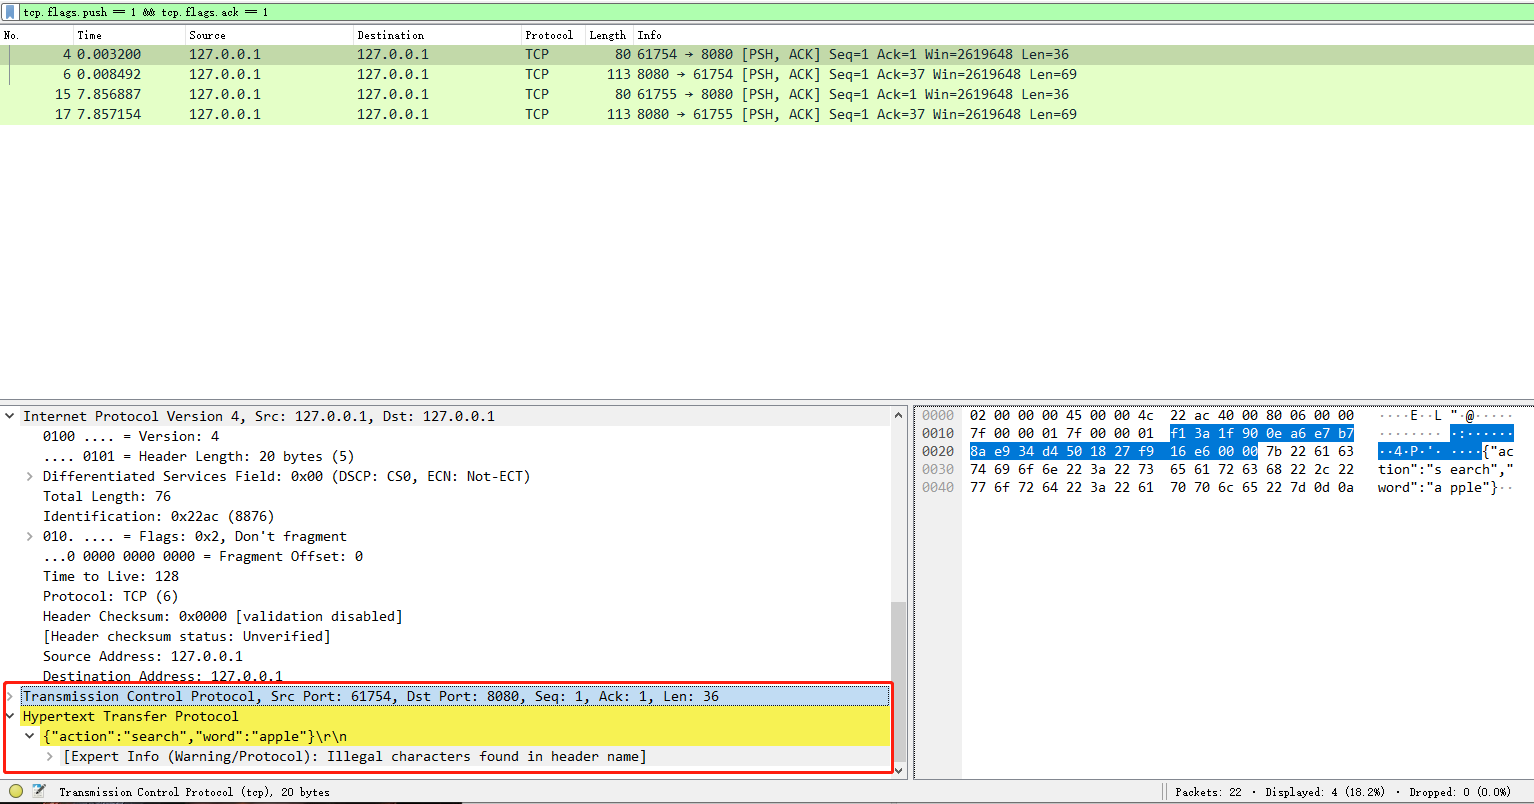 tcp.flags.push == 1 && tcp.flags.ack == 1
No. Time Source Destination Protocol Length Info
4 0.003200 127.0.0.1 127.0.0.1 TCP 80 61754 → 8080 [PSH, ACK] Seq=1 Ack=1 Win=2619648 Len=36
6 0.008492 127.0.0.1 127.0.0.1 TCP 113 8080 → 61754 [PSH, ACK] Seq=1 Ack=37 Win=2619648 Len=69
15 7.856887 127.0.0.1 127.0.0.1 TCP 80 61755 → 8080 [PSH, ACK] Seq=1 Ack=1 Win=2619648 Len=36
17 7.857154 127.0.0.1 127.0.0.1 TCP 113 8080 → 61755 [PSH, ACK] Seq=1 Ack=37 Win=2619648 Len=69
Internet Protocol Version 4, Src: 127.0.0.1, Dst: 127.0.0.1
0100 .... = Version: 4
.... 0101 = Header Length: 20 bytes (5)
Differentiated Services Field: 0x00 (DSCP: CS0, ECN: Not-ECT)
Total Length: 76
Identification: 0x22ac (8876)
010. .... = Flags: 0x2, Don't fragment
...0 0000 0000 0000 = Fragment Offset: 0
Time to Live: 128
Protocol: TCP (6)
Header Checksum: 0x0000 [validation disabled]
[Header checksum status: Unverified]
Source Address: 127.0.0.1
Destination Address: 127.0.0.1
Transmission Control Protocol, Src Port: 61754, Dst Port: 8080, Seq: 1, Ack: 1, Len: 36
Hypertext Transfer Protocol
{"action":"search","word":"apple"}\r\n
[Expert Info (Warning/Protocol): Illegal characters found in header name]
0000 02 00 00 00 45 00 00 4c 22 ac 40 00 80 06 00 00 ····E··L "·@·····
0010 7f 00 00 01 7f 00 00 01 f1 3a 1f 90 0e a6 e7 b7 ········ ·:······
0020 8a e9 34 d4 50 18 27 f9 16 e6 00 00 7b 22 61 63 ··4·P·'· ····{"ac
0030 74 69 6f 6e 22 3a 22 73 65 61 72 63 68 22 2c 22 tion":"s earch","
0040 77 6f 72 64 22 3a 22 61 70 70 6c 65 22 7d 0d 0a word":"a pple"}··
Transmission Control Protocol (tcp), 20 bytes
Packets: 22 · Displayed: 4 (18.2%) · Dropped: 0 (0.0%)